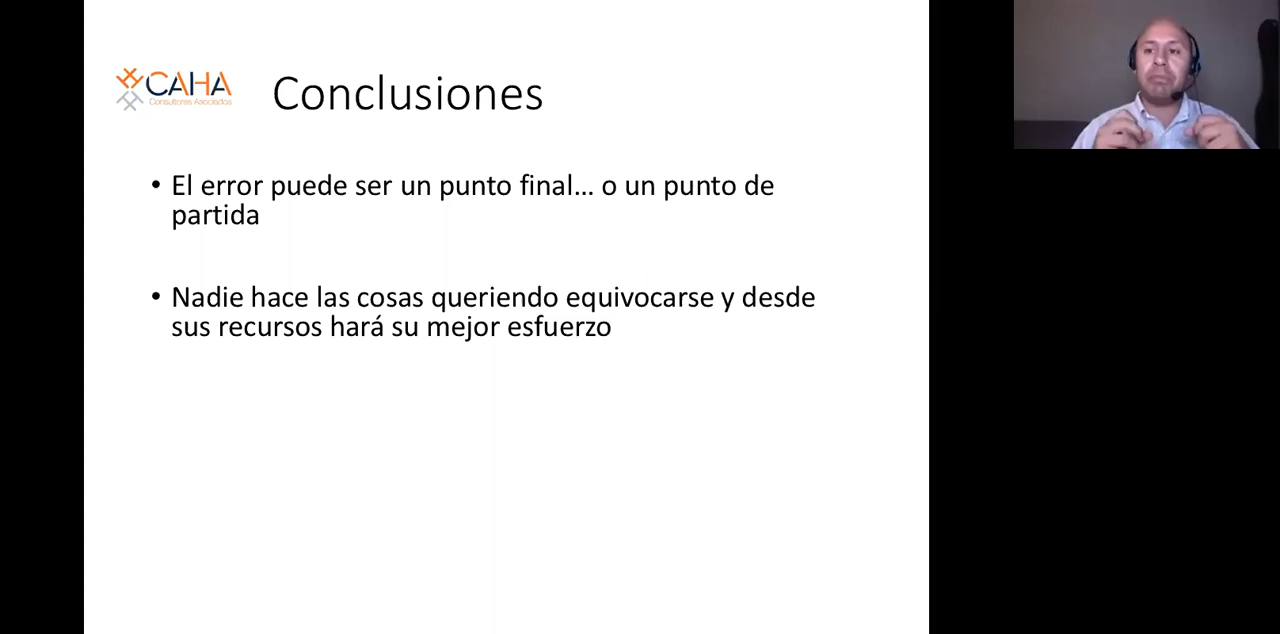 CAHA
Consultores Asociados
Conclusiones
• El error puede ser un punto final... o un punto de
partida
• Nadie hace las cosas queriendo equivocarse y desde
sus recursos hará su mejor esfuerzo